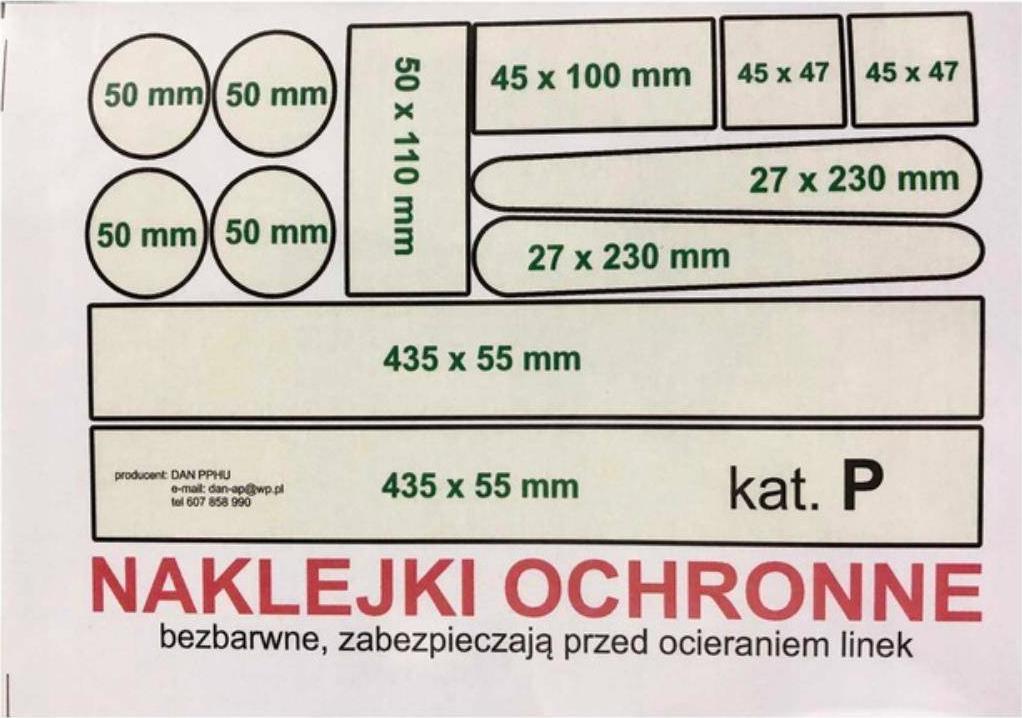 50 mm
50 mm
50 x 110 mm
45 x 100 mm
45 x 47
45 x 47
27 x 230 mm
50 mm
50 mm
27 x 230 mm
435 x 55 mm
producent: DAN PPHU
e-mail: dan-ap@wp.pl
tel 607 858 990
435 x 55 mm
kat. P
NAKLEJKI OCHRONNE
bezbarwne, zabezpieczają przed ocieraniem linek